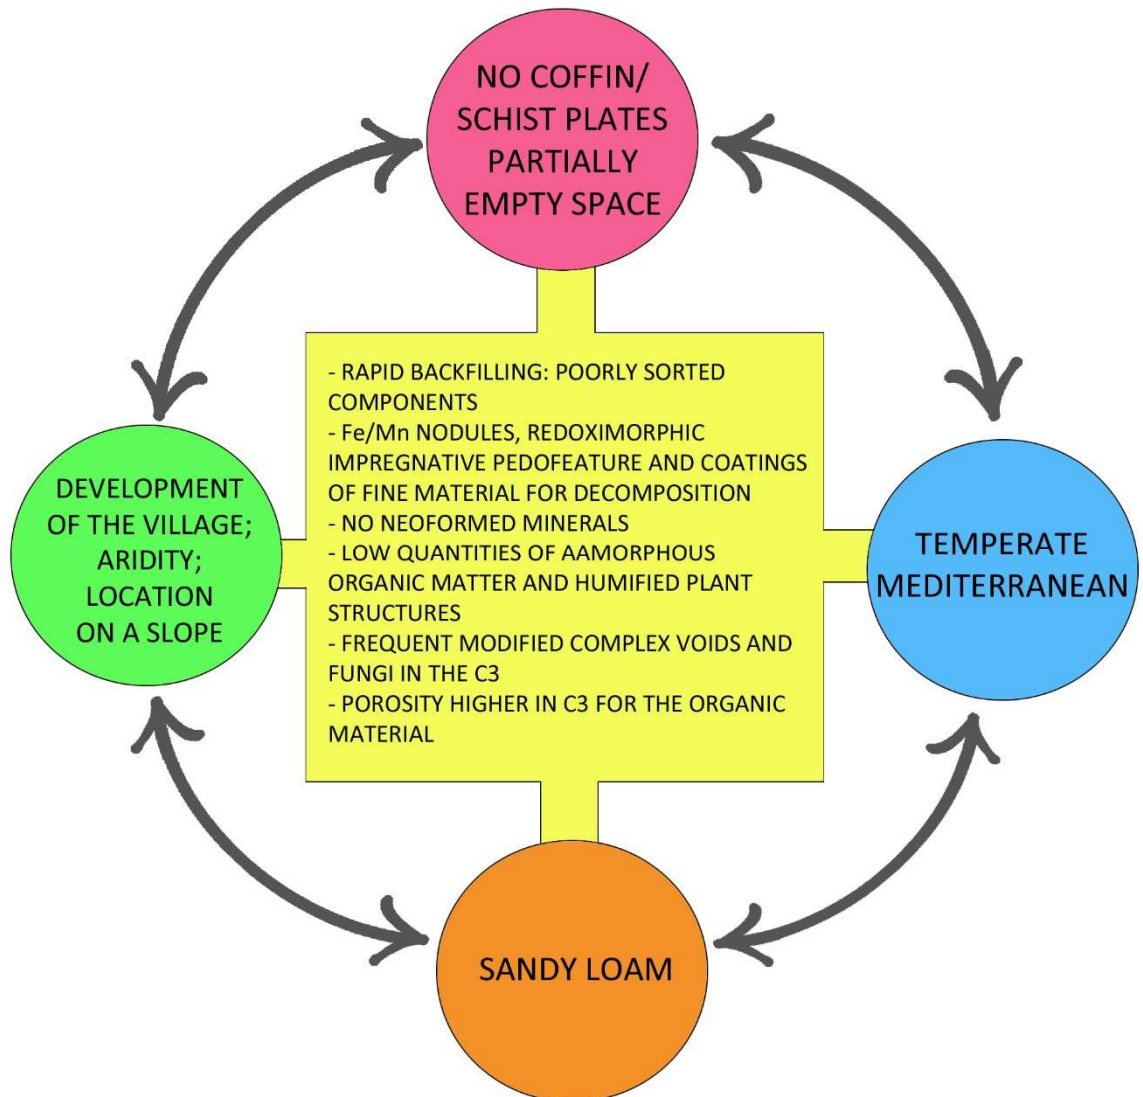 NO COFFIN/
SCHIST PLATES
PARTIALLY
EMPTY SPACE
- RAPID BACKFILLING: POORLY SORTED
COMPONENTS
- Fe/Mn NODULES, REDOXIMORPHIC
IMPREGNATIVE PEDOFEATURE AND COATINGS
OF FINE MATERIAL FOR DECOMPOSITION
- NO NEOFORMED MINERALS
- LOW QUANTITIES OF AAMORPHOUS
ORGANIC MATTER AND HUMIFIED PLANT
STRUCTURES
- FREQUENT MODIFIED COMPLEX VOIDS AND
FUNGI IN THE C3
- POROSITY HIGHER IN C3 FOR THE ORGANIC
MATERIAL
DEVELOPMENT
OF THE VILLAGE;
ARIDITY;
LOCATION
ON A SLOPE
TEMPERATE
MEDITERRANEAN
SANDY LOAM